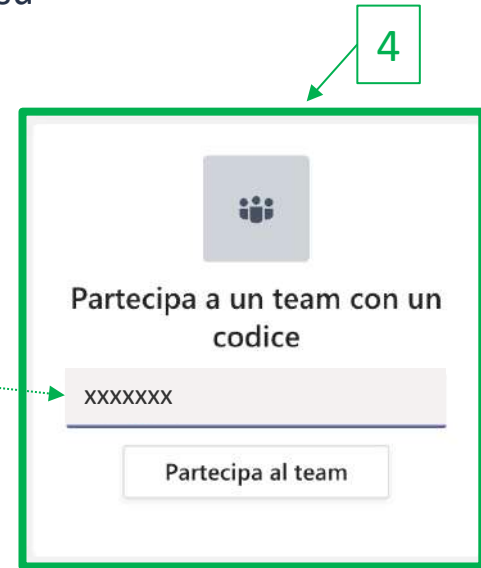 4
Partecipa a un team con un
codice
xxxxxxx
Partecipa al team